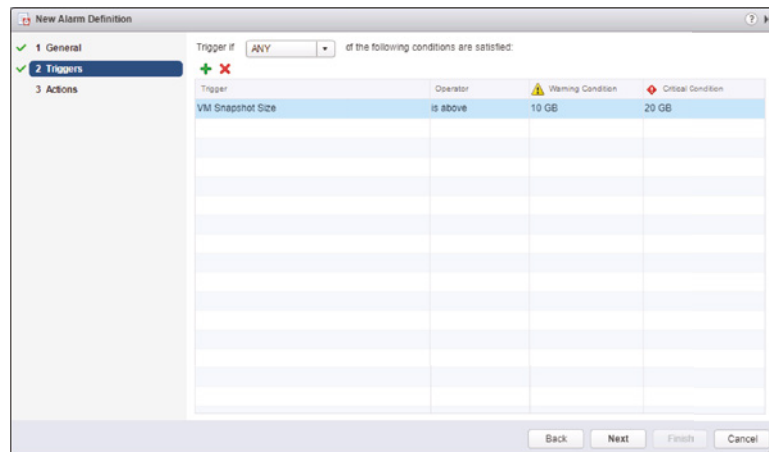 New Alarm Definition
1 General
2 Triggers
3 Actions
Trigger if ANY of the following conditions are satisfied:
Trigger Operator Warning Condition Critical Condition
VM Snapshot Size is above 10 GB 20 GB
Back Next Finish Cancel